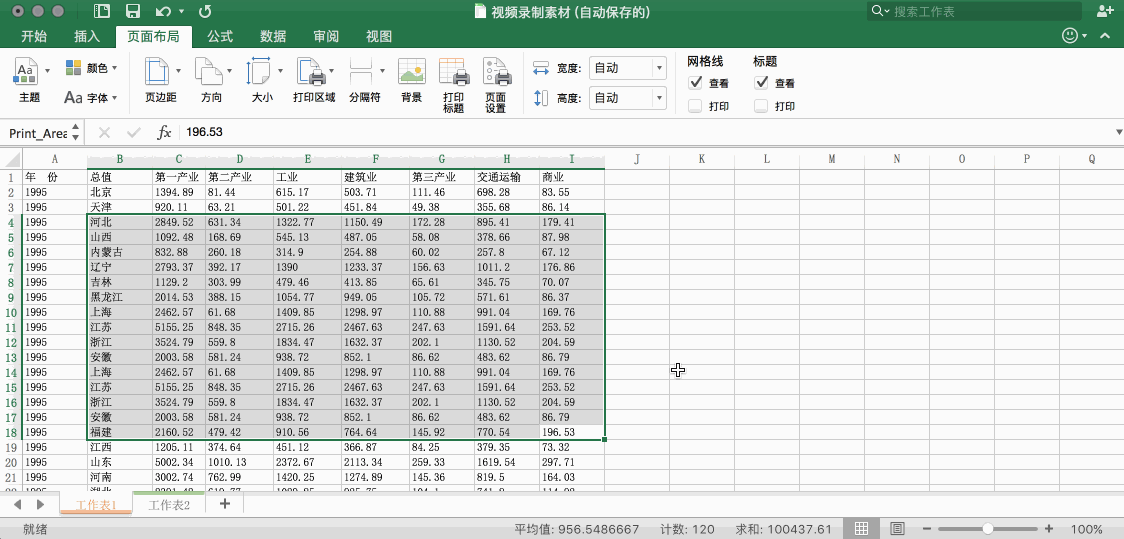 视频录制素材 (自动保存的)
搜索工作表
开始 插入 页面布局 公式 数据 审阅 视图
Aa 颜色 宽度: 自动 网格线 标题
查看 查看
主题 Aa 字体 页边距 方向 大小 打印区域 分隔符 背景 打印标题 页面设置 高度: 自动 打印 打印
Print_Area fx 196.53
A B C D E F G H I J K L M N O P Q
1 年 份 总值 第一产业 第二产业 工业 建筑业 第三产业 交通运输 商业
2 1995 北京 1394.89 81.44 615.17 503.71 111.46 698.28 83.55
3 1995 天津 920.11 63.21 501.22 451.84 49.38 355.68 86.14
4 1995 河北 2849.52 631.34 1322.77 1150.49 172.28 895.41 179.41
5 1995 山西 1092.48 168.69 545.13 487.05 58.08 378.66 87.98
6 1995 内蒙古 832.88 260.18 314.9 254.88 60.02 257.8 67.12
7 1995 辽宁 2793.37 392.17 1390 1233.37 156.63 1011.2 176.86
8 1995 吉林 1129.2 303.99 479.46 413.85 65.61 345.75 70.07
9 1995 黑龙江 2014.53 388.15 1054.77 949.05 105.72 571.61 86.37
10 1995 上海 2462.57 61.68 1409.85 1298.97 110.88 991.04 169.76
11 1995 江苏 5155.25 848.35 2715.26 2467.63 247.63 1591.64 253.52
12 1995 浙江 3524.79 559.8 1834.47 1632.37 202.1 1130.52 204.59
13 1995 安徽 2003.58 581.24 938.72 852.1 86.62 483.62 86.79
14 1995 上海 2462.57 61.68 1409.85 1298.97 110.88 991.04 169.76
15 1995 江苏 5155.25 848.35 2715.26 2467.63 247.63 1591.64 253.52
16 1995 浙江 3524.79 559.8 1834.47 1632.37 202.1 1130.52 204.59
17 1995 安徽 2003.58 581.24 938.72 852.1 86.62 483.62 86.79
18 1995 福建 2160.52 479.42 910.56 764.64 145.92 770.54 196.53
19 1995 江西 1205.11 374.64 451.12 366.87 84.25 379.35 73.32
20 1995 山东 5002.34 1010.13 2372.67 2113.34 259.33 1619.54 297.71
21 1995 河南 3002.74 762.99 1420.25 1274.89 145.36 819.5 164.03
工作表1 工作表2 +
就绪 平均值: 956.5486667 计数: 120 求和: 100437.61 100%